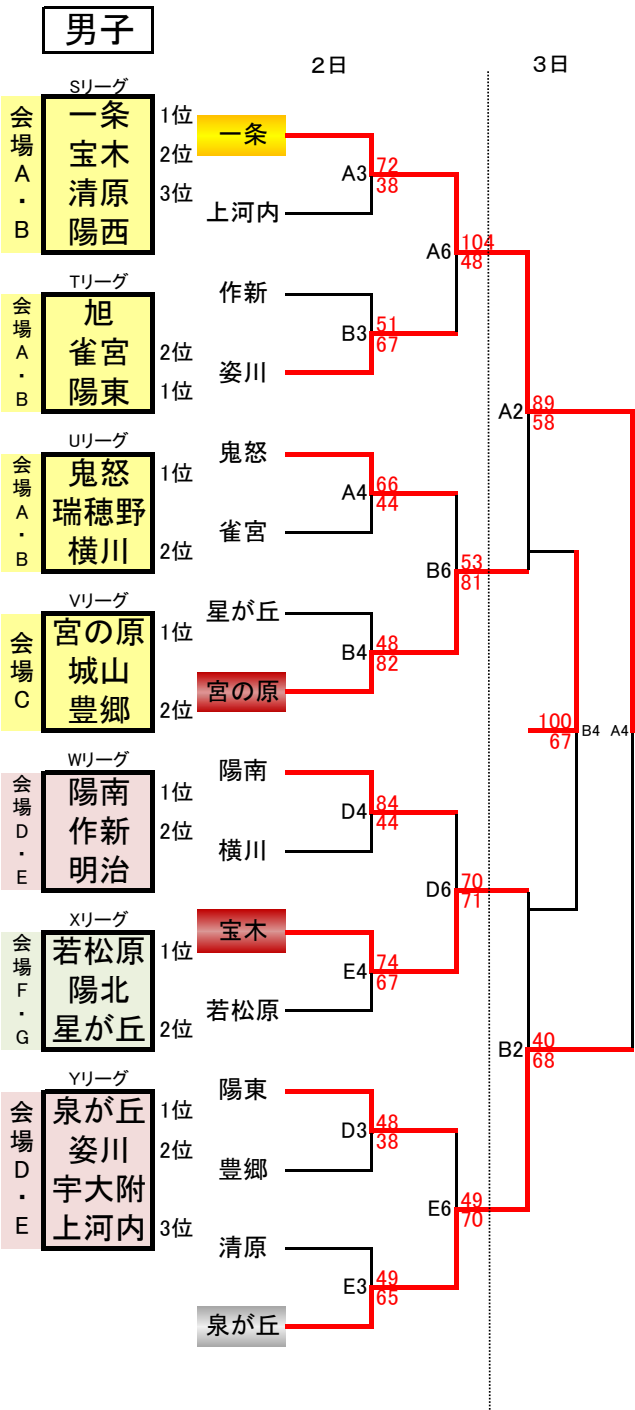 男子
2日
3日
Sリーグ
会場A・B
一条
1位
宝木
2位
清原
3位
陽西
Tリーグ
会場A・B
旭
雀宮
2位
陽東
1位
Uリーグ
会場A・B
鬼怒
1位
瑞穂野
横川
2位
Vリーグ
会場C
宮の原
1位
城山
豊郷
2位
Wリーグ
会場D・E
陽南
1位
作新
2位
明治
Xリーグ
会場F・G
若松原
1位
陽北
星が丘
2位
Yリーグ
会場D・E
泉が丘
1位
姿川
2位
宇大附
上河内
3位
一条
A3
72
38
上河内
A6
104
48
作新
B3
51
67
姿川
A2
89
58
鬼怒
A4
66
44
雀宮
B6
53
81
星が丘
B4
48
82
宮の原
100
67
B4
A4
陽南
D4
84
44
横川
D6
70
71
宝木
E4
74
67
若松原
B2
40
68
陽東
D3
48
38
豊郷
E6
49
70
清原
E3
49
65
泉が丘